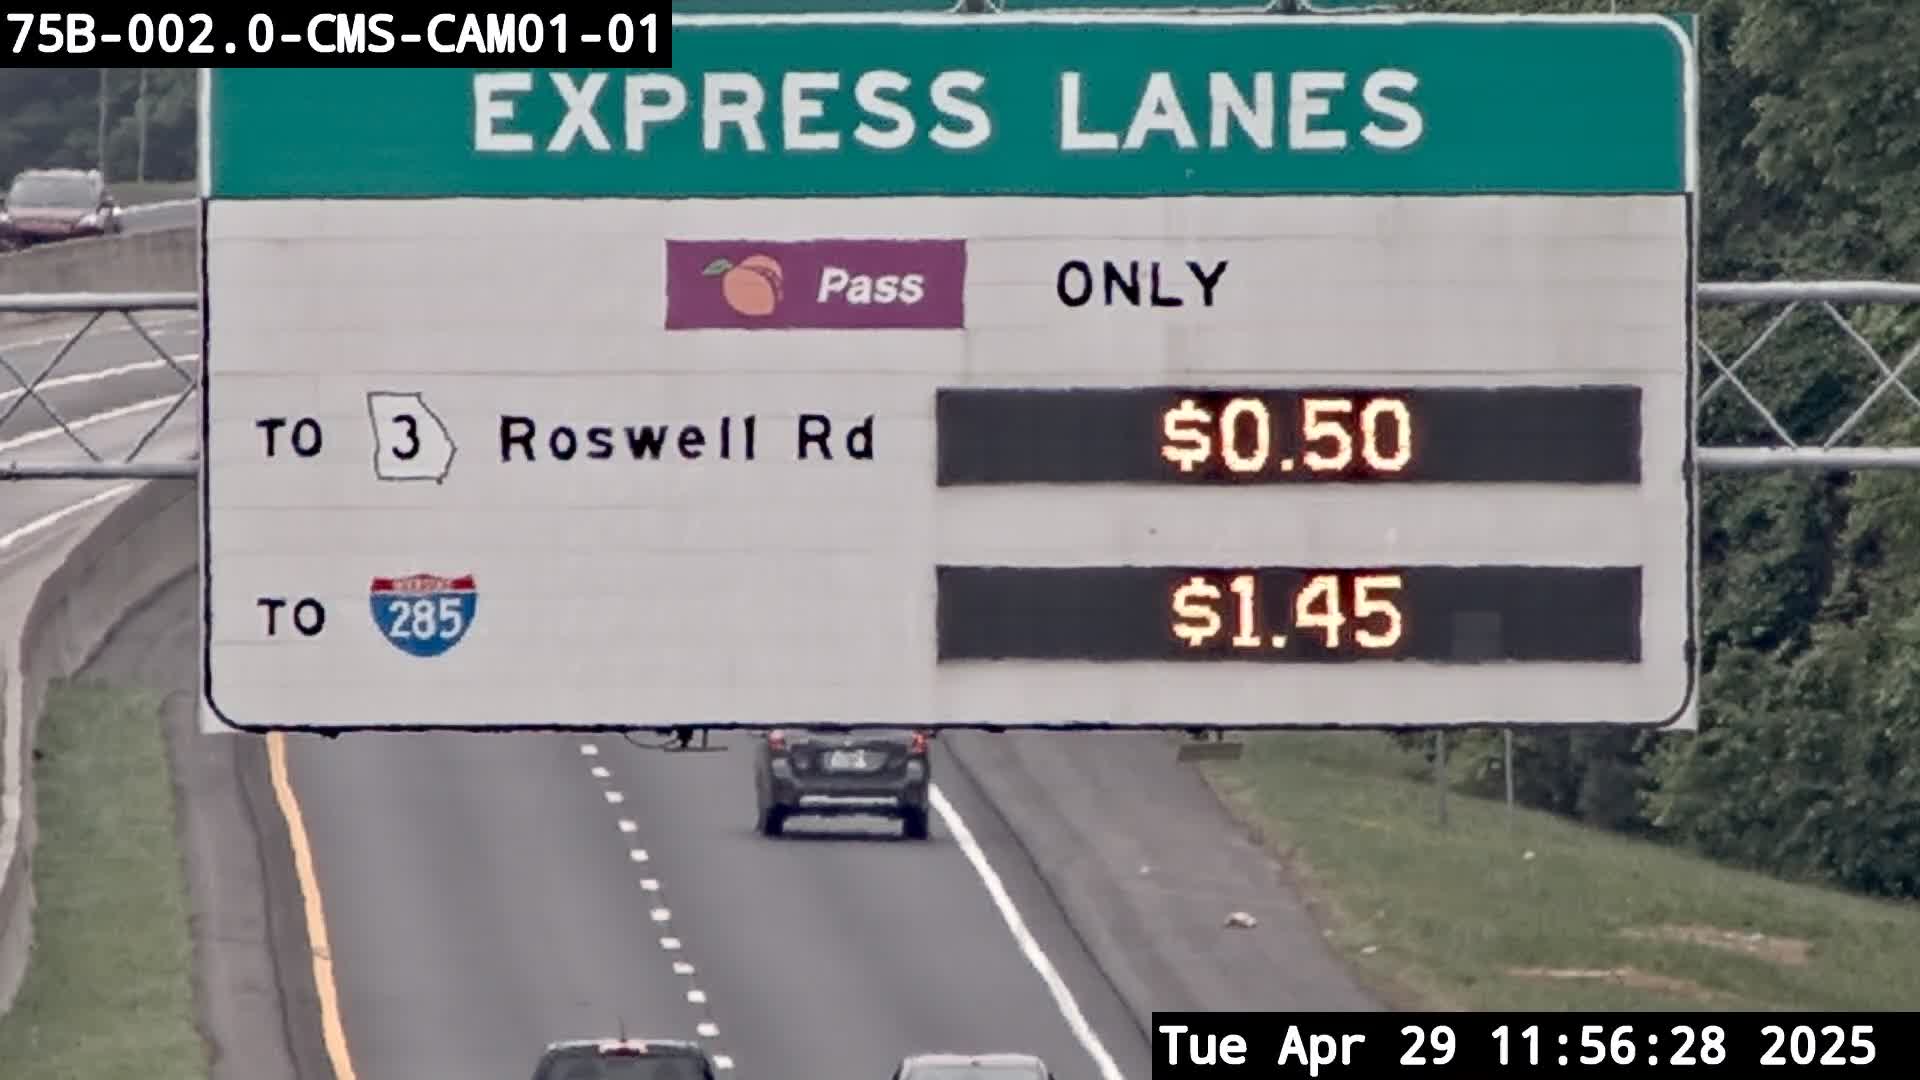 75B-002.0-CMS-CAM01-01
EXPRESS LANES
Pass ONLY
TO 3 Roswell Rd $0.50
TO INTERSTATE 285 $1.45
Tue Apr 29 11:56:28 2025